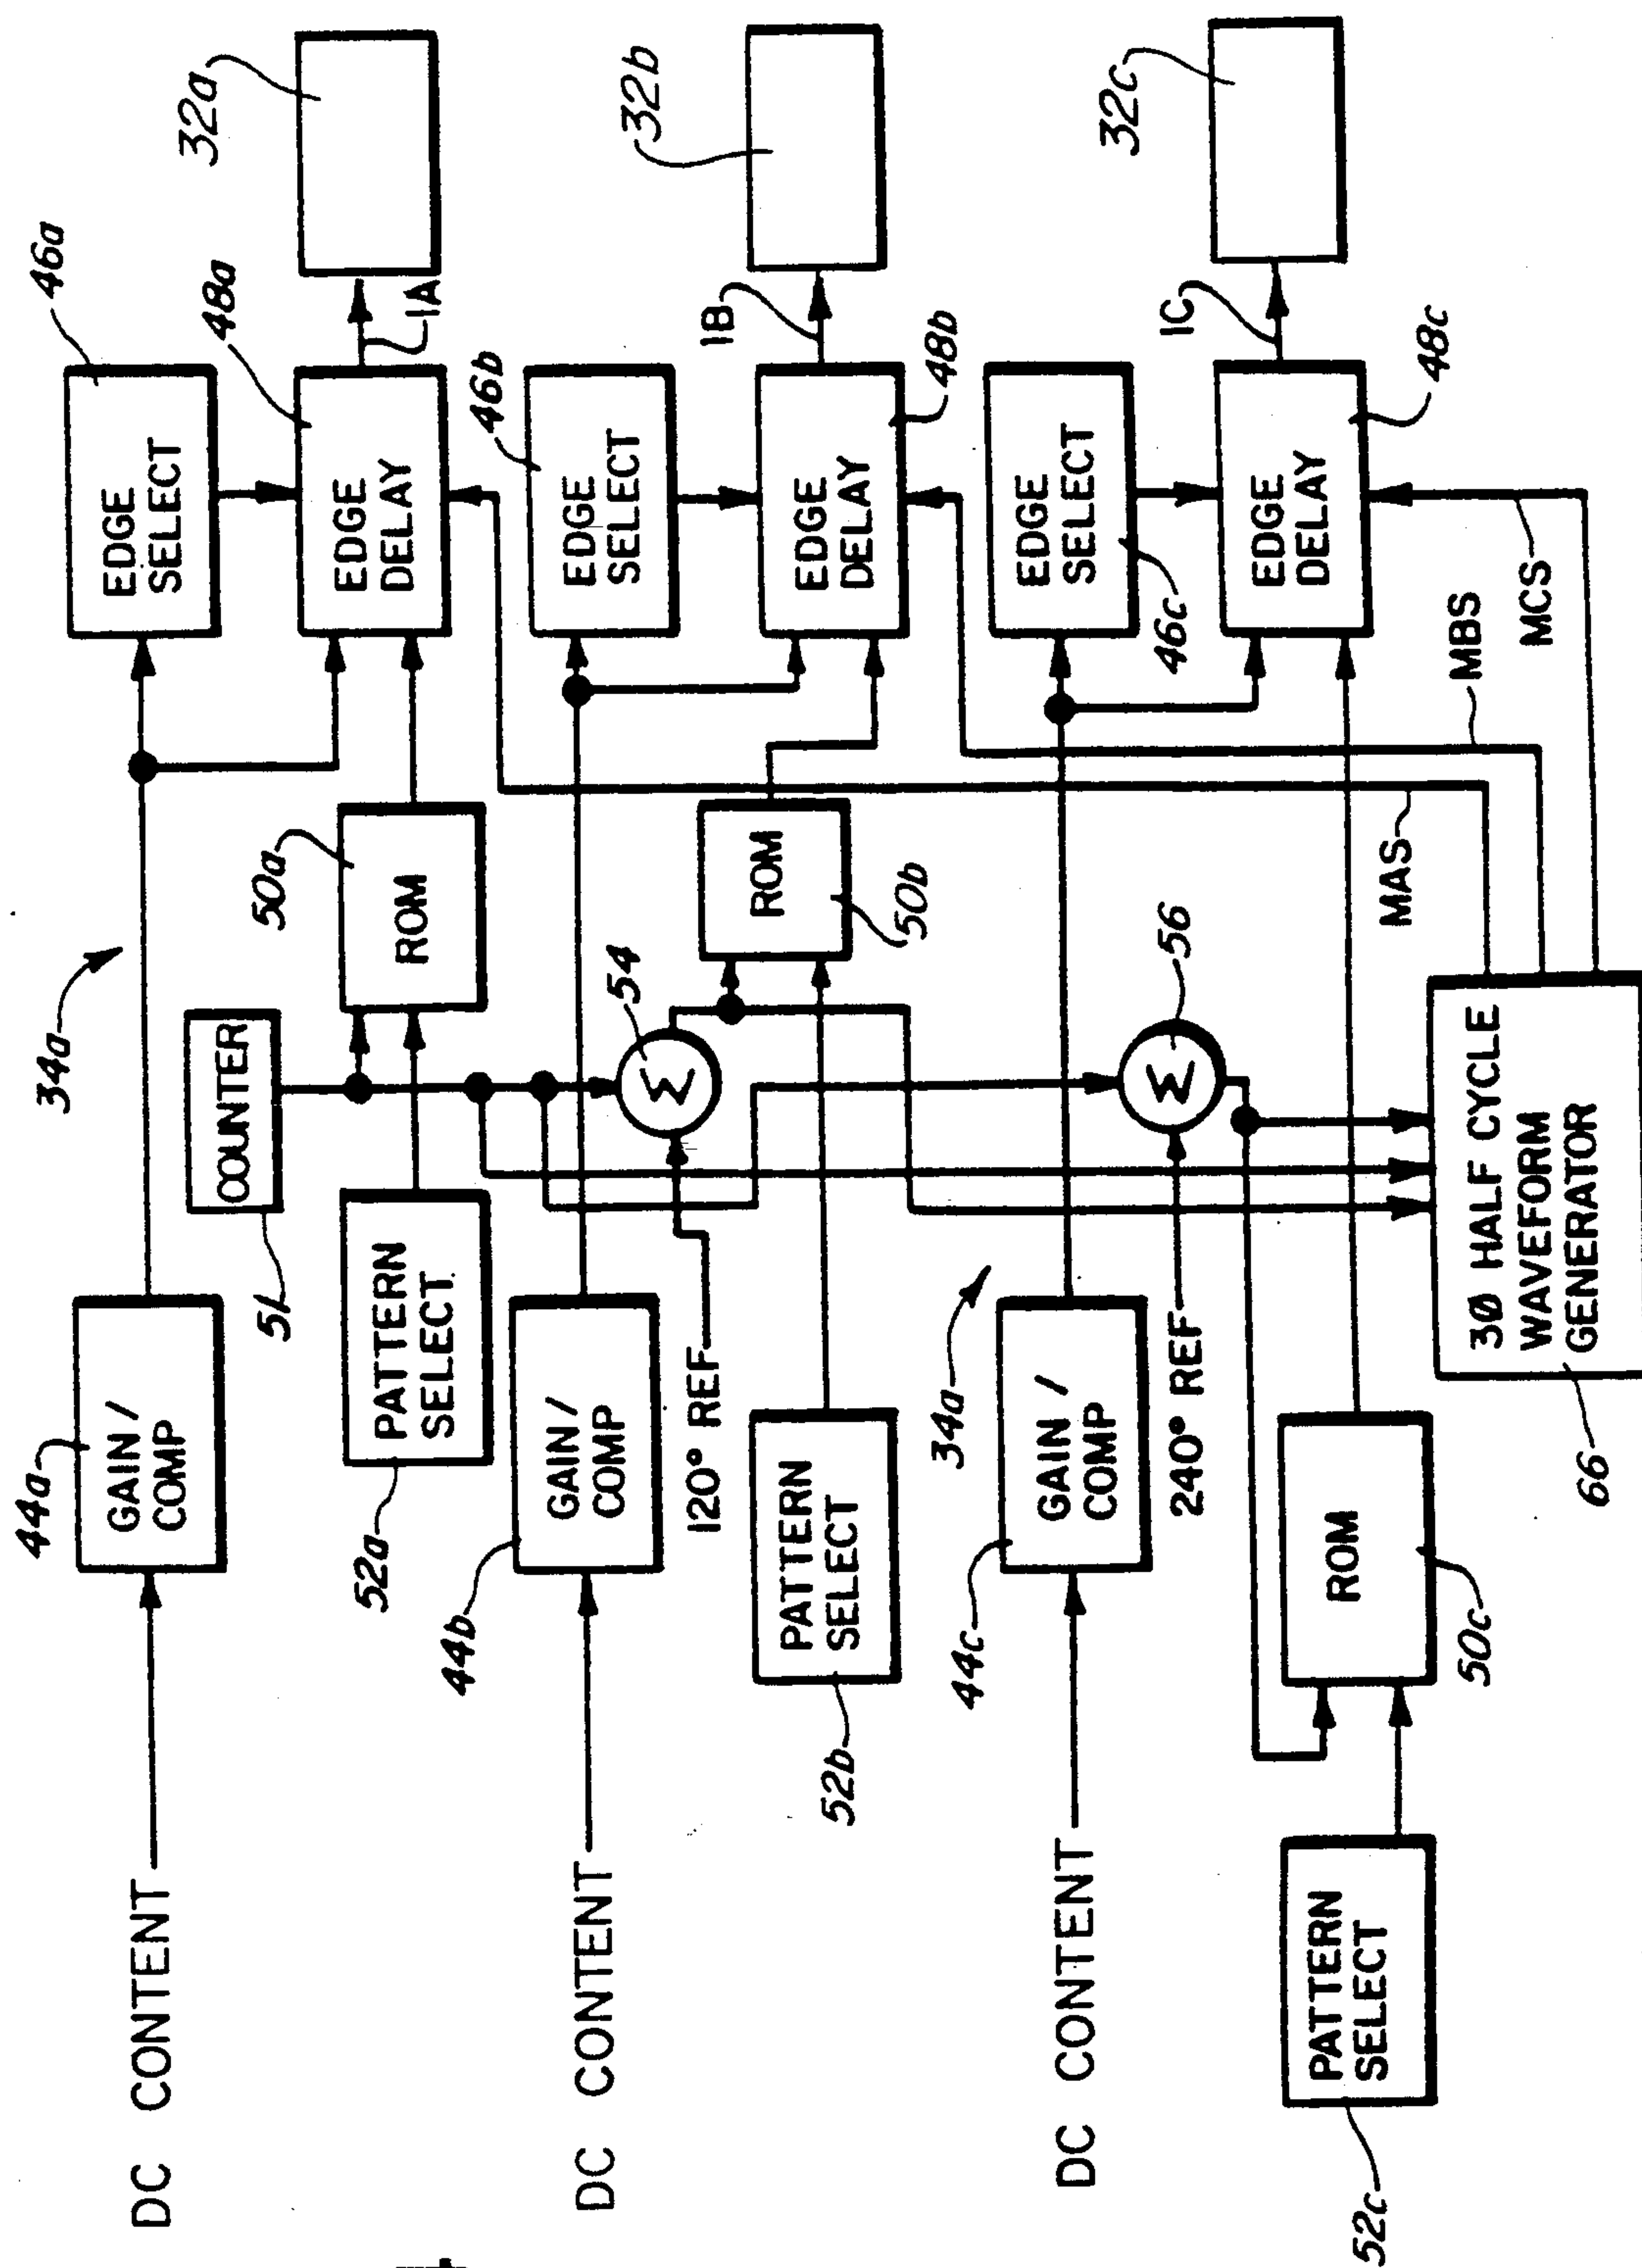 34a
46a
44a
DC CONTENT
GAIN /
COMP
EDGE
SELECT
32a
51
COUNTER
48a
50a
52a
PATTERN
SELECT
ROM
EDGE
DELAY
1A
44b
46b
DC CONTENT
GAIN /
COMP
EDGE
SELECT
54
Σ
32b
120° REF
1B
52b
PATTERN
SELECT
ROM
50b
EDGE
DELAY
48b
34a
44c
DC CONTENT
GAIN /
COMP
EDGE
SELECT
46c
56
Σ
32c
240° REF
1C
PATTERN
SELECT
52c
ROM
50c
EDGE
DELAY
48c
MAS
MBS
MCS
3Ø HALF CYCLE
WAVEFORM
GENERATOR
66